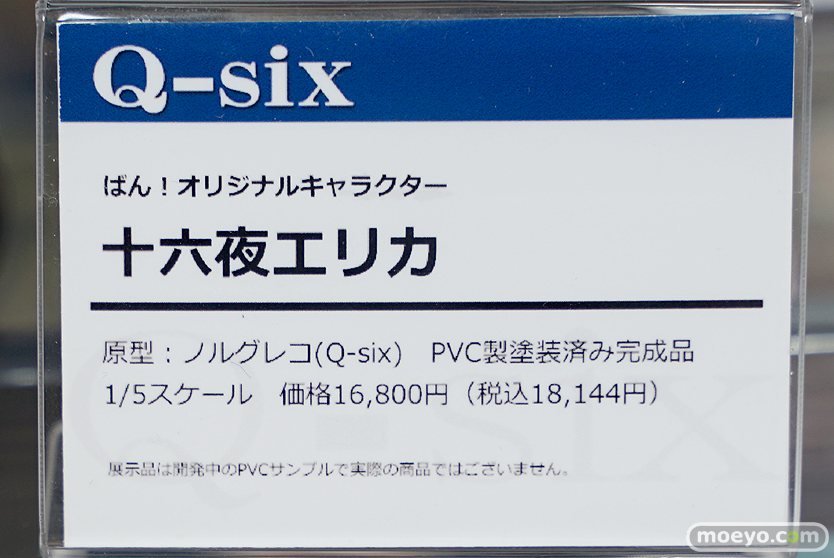 Q-six
ばん！オリジナルキャラクター
十六夜エリカ
原型：ノルグレコ(Q-six)　PVC製塗装済み完成品
1/5スケール　価格16,800円（税込18,144円）
展示品は開発中のPVCサンプルで実際の商品ではございません。
moeyo.com